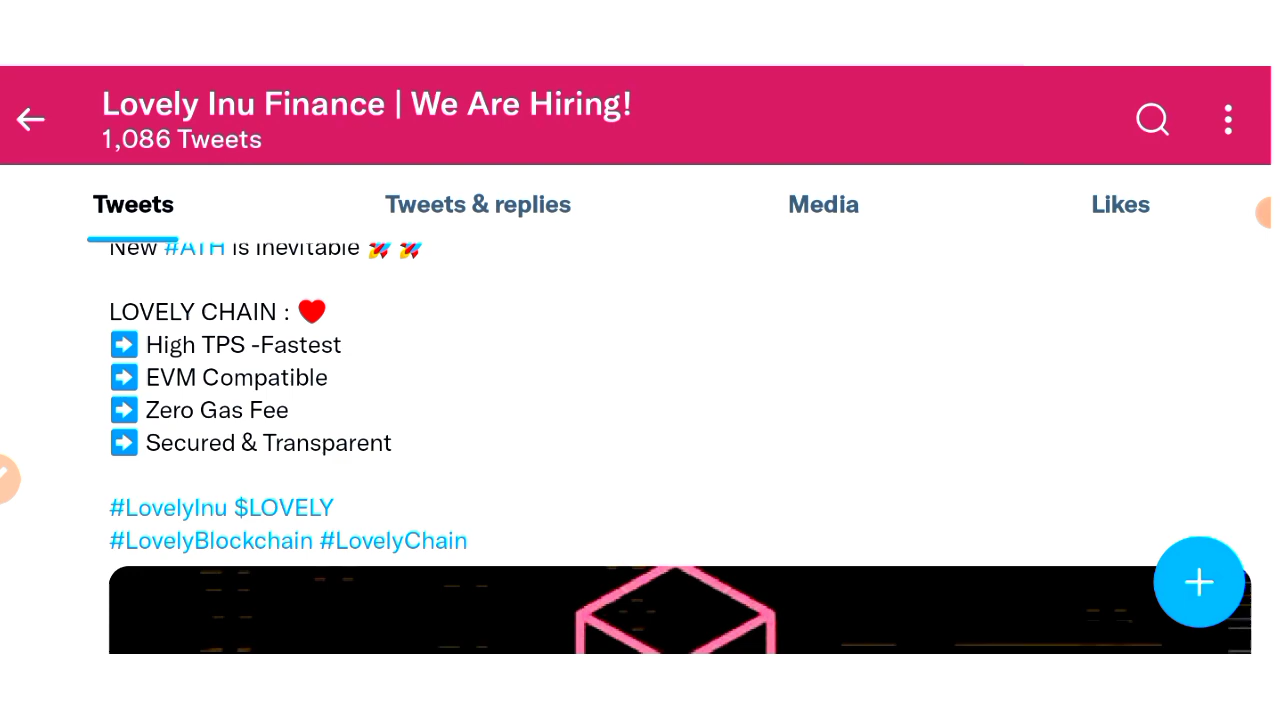 Lovely Inu Finance | We Are Hiring!
1,086 Tweets
Tweets Tweets & replies Media Likes
New #ATH is inevitable 🚀 🚀
LOVELY CHAIN : ❤️
➡️ High TPS -Fastest
➡️ EVM Compatible
➡️ Zero Gas Fee
➡️ Secured & Transparent
#LovelyInu $LOVELY
#LovelyBlockchain #LovelyChain